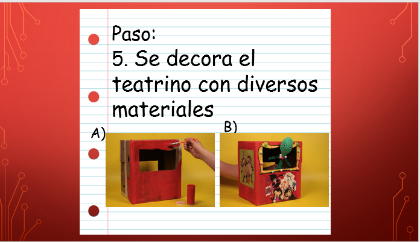 Paso:
5. Se decora el
teatrino con diversos
materiales
A)
B)